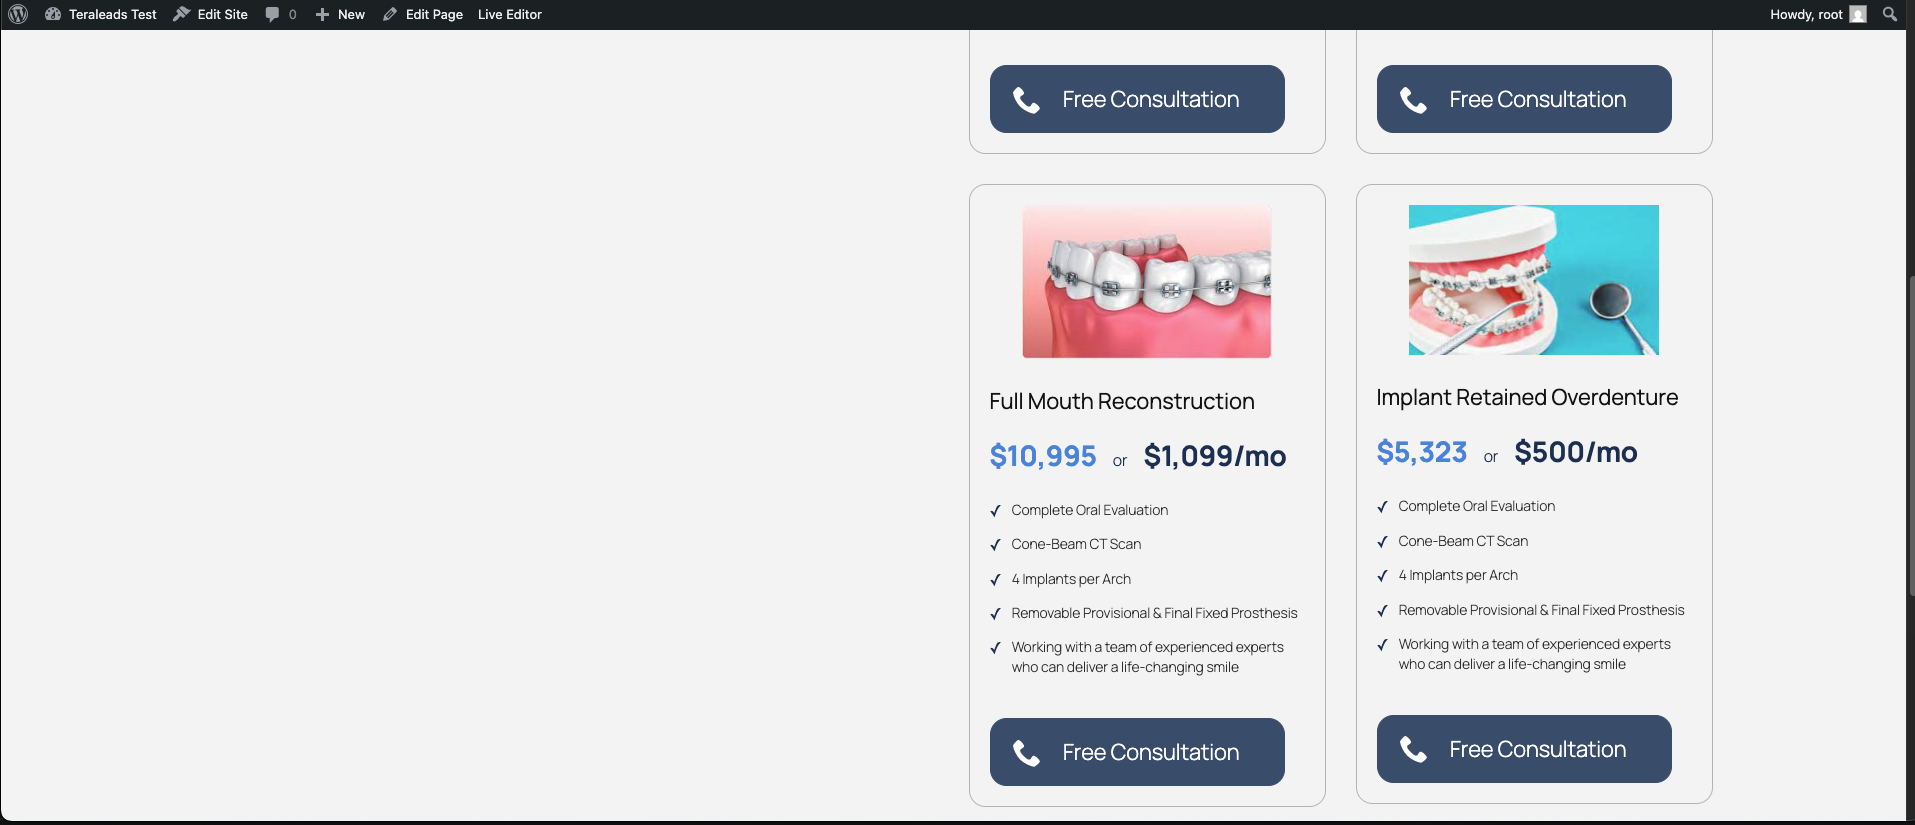 Teraleads Test Edit Site 0 New Edit Page Live Editor Howdy, root
Free Consultation
Free Consultation
Full Mouth Reconstruction
$10,995 or $1,099/mo
Complete Oral Evaluation
Cone-Beam CT Scan
4 Implants per Arch
Removable Provisional & Final Fixed Prosthesis
Working with a team of experienced experts
who can deliver a life-changing smile
Free Consultation
Implant Retained Overdenture
$5,323 or $500/mo
Complete Oral Evaluation
Cone-Beam CT Scan
4 Implants per Arch
Removable Provisional & Final Fixed Prosthesis
Working with a team of experienced experts
who can deliver a life-changing smile
Free Consultation